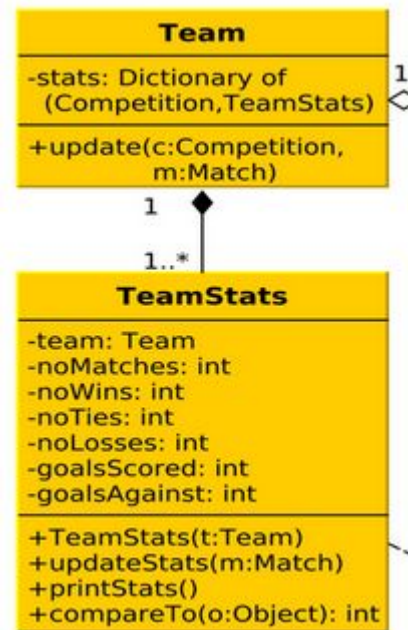 Team
-stats: Dictionary of
(Competition,TeamStats)
1
+update(c:Competition,
m:Match)
1
1..*
TeamStats
-team: Team
-noMatches: int
-noWins: int
-noTies: int
-noLosses: int
-goalsScored: int
-goalsAgainst: int
+TeamStats(t:Team)
+updateStats(m:Match)
+printStats()
+compareTo(o:Object): int